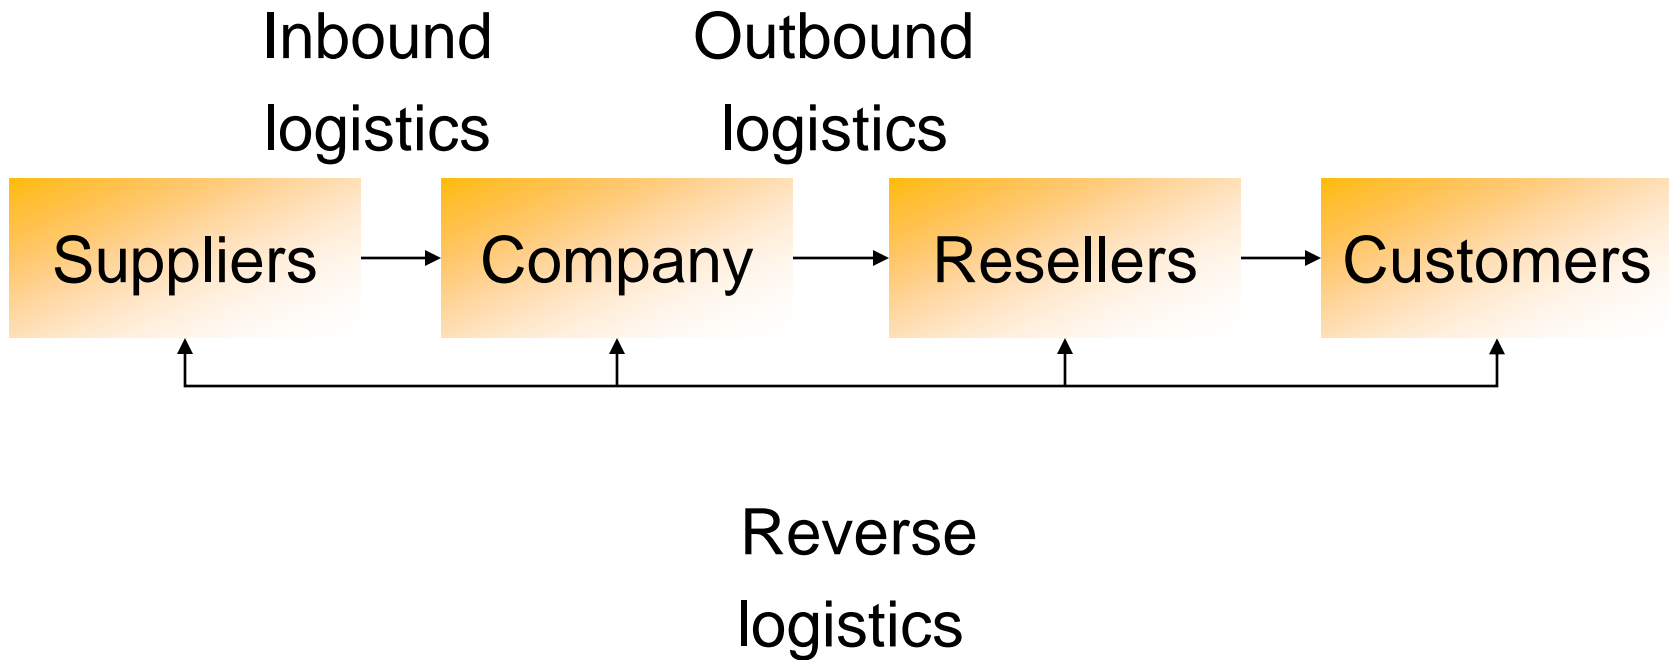 Inbound
logistics
Outbound
logistics
Suppliers
Company
Resellers
Customers
Reverse
logistics